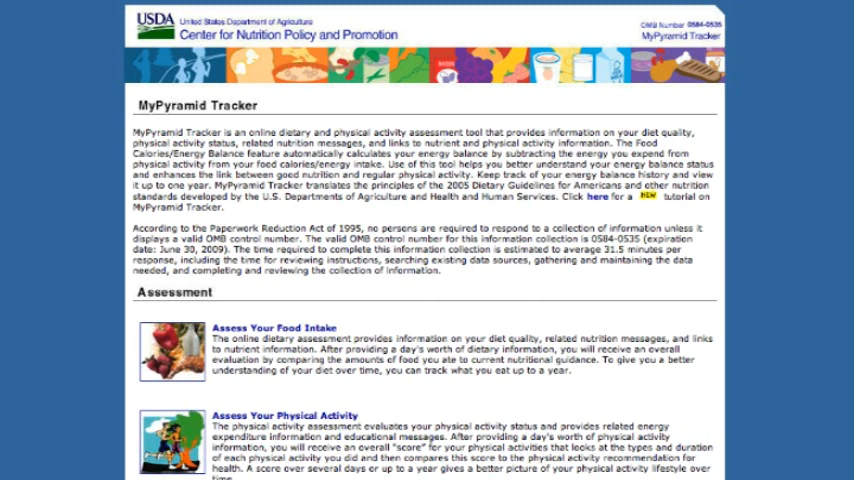 USDA United States Department of Agriculture
Center for Nutrition Policy and Promotion
OMB Number 0584-0535
MyPyramid Tracker
MyPyramid Tracker
MyPyramid Tracker is an online dietary and physical activity assessment tool that provides information on your diet quality,
physical activity status, related nutrition messages, and links to nutrient and physical activity information. The Food
Calories/Energy Balance feature automatically calculates your energy balance by subtracting the energy you expend from
physical activity from your food calories/energy intake. Use of this tool helps you better understand your energy balance status
and enhances the link between good nutrition and regular physical activity. Keep track of your energy balance history and view
it up to one year. MyPyramid Tracker translates the principles of the 2005 Dietary Guidelines for Americans and other nutrition
standards developed by the U.S. Departments of Agriculture and Health and Human Services. Click here for a NEW tutorial on
MyPyramid Tracker.
According to the Paperwork Reduction Act of 1995, no persons are required to respond to a collection of information unless it
displays a valid OMB control number. The valid OMB control number for this information collection is 0584-0535 (expiration
date: June 30, 2009). The time required to complete this information collection is estimated to average 31.5 minutes per
response, including the time for reviewing instructions, searching existing data sources, gathering and maintaining the data
needed, and completing and reviewing the collection of information.
Assessment
Assess Your Food Intake
The online dietary assessment provides information on your diet quality, related nutrition messages, and links
to nutrient information. After providing a day's worth of dietary information, you will receive an overall
evaluation by comparing the amounts of food you ate to current nutritional guidance. To give you a better
understanding of your diet over time, you can track what you eat up to a year.
Assess Your Physical Activity
The physical activity assessment evaluates your physical activity status and provides related energy
expenditure information and educational messages. After providing a day's worth of physical activity
information, you will receive an overall "score" for your physical activities that looks at the types and duration
of each physical activity you did and then compares this score to the physical activity recommendation for
health. A score over several days or up to a year gives a better picture of your physical activity lifestyle over
time.